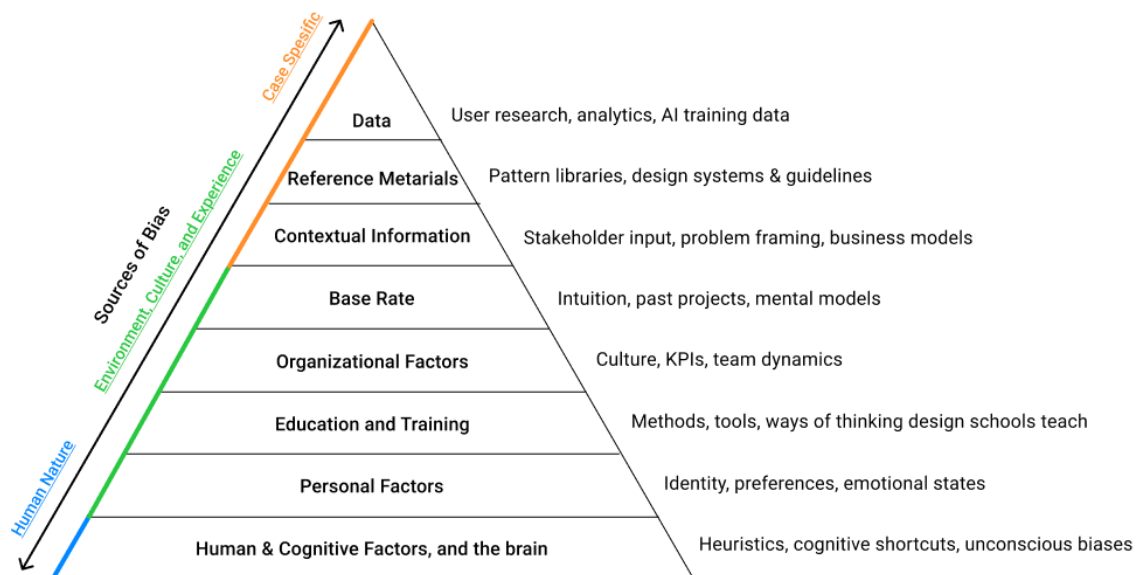 Case Spesific
Environment, Culture, and Experience
Sources of Bias
Human Nature
Data
User research, analytics, AI training data
Reference Metarials
Pattern libraries, design systems & guidelines
Contextual Information
Stakeholder input, problem framing, business models
Base Rate
Intuition, past projects, mental models
Organizational Factors
Culture, KPIs, team dynamics
Education and Training
Methods, tools, ways of thinking design schools teach
Personal Factors
Identity, preferences, emotional states
Human & Cognitive Factors, and the brain
Heuristics, cognitive shortcuts, unconscious biases